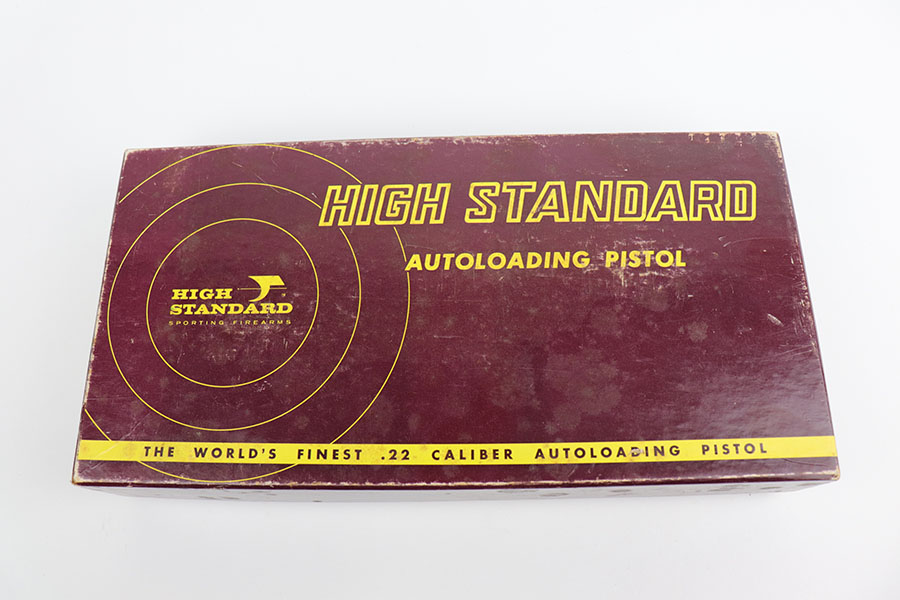 HIGH STANDARD
AUTOLOADING PISTOL
HIGH
STANDARD
SPORTING FIREARMS
THE WORLD'S FINEST .22 CALIBER AUTOLOADING PISTOL